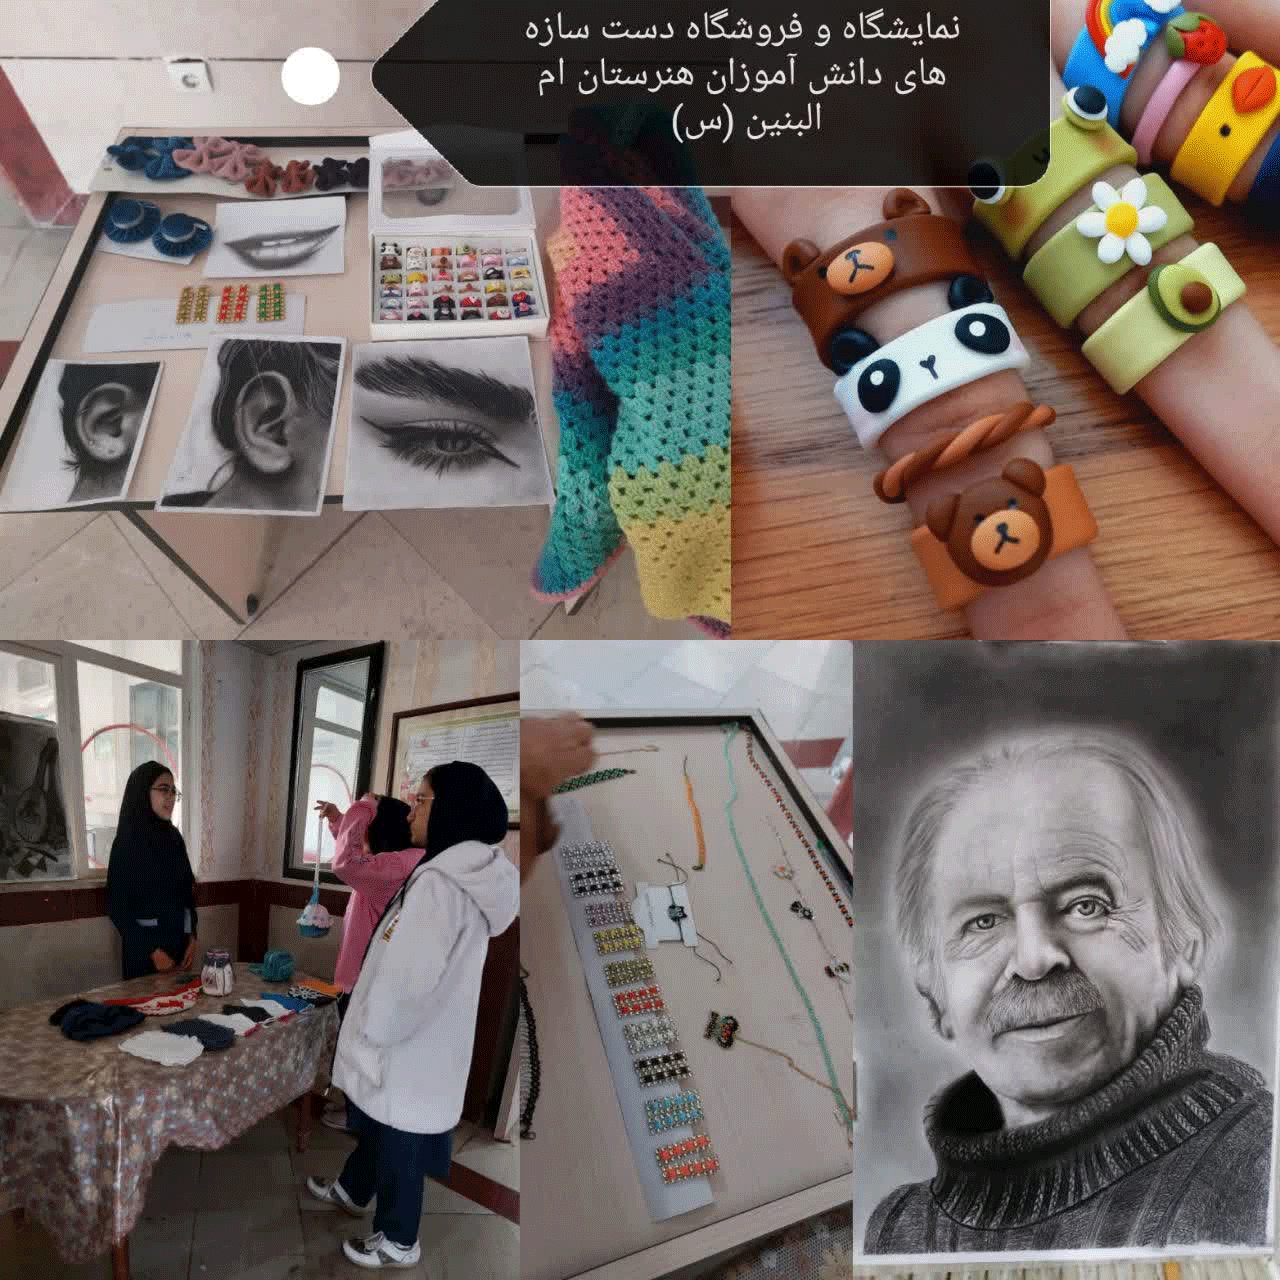 نمایشگاه و فروشگاه دست سازه
های دانش آموزان هنرستان ام
البنین (س)